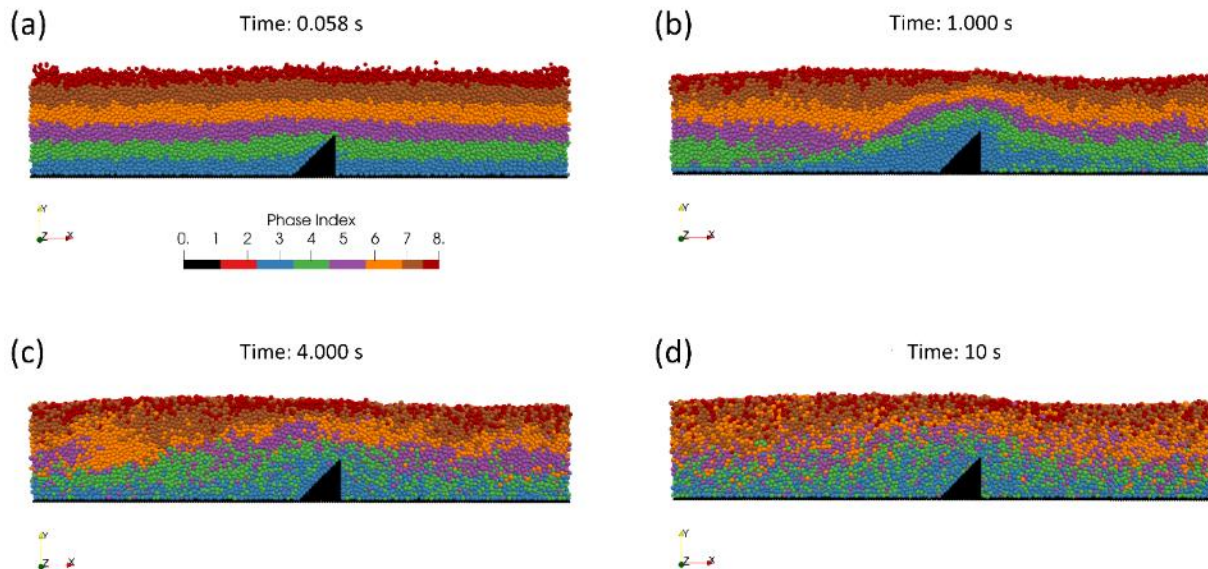 (a) Time: 0.058 s
(b) Time: 1.000 s
Y
Z X
Phase Index
0. 1 2 3 4 5 6 7 8.
Y
Z X
(c) Time: 4.000 s
(d) Time: 10 s
Y
Z X
Y
Z X